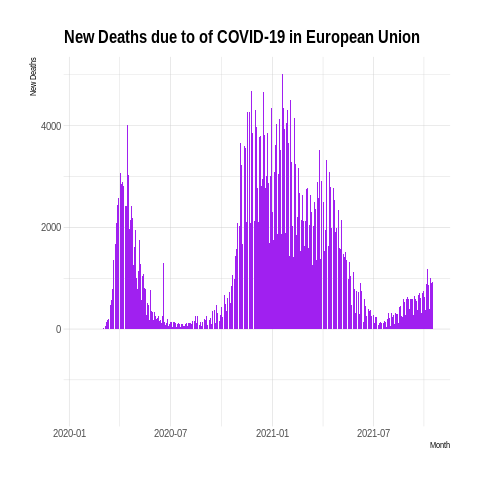 New Deaths due to of COVID-19 in European Union
New Deaths
4000
2000
0
2020-01 2020-07 2021-01 2021-07
Month